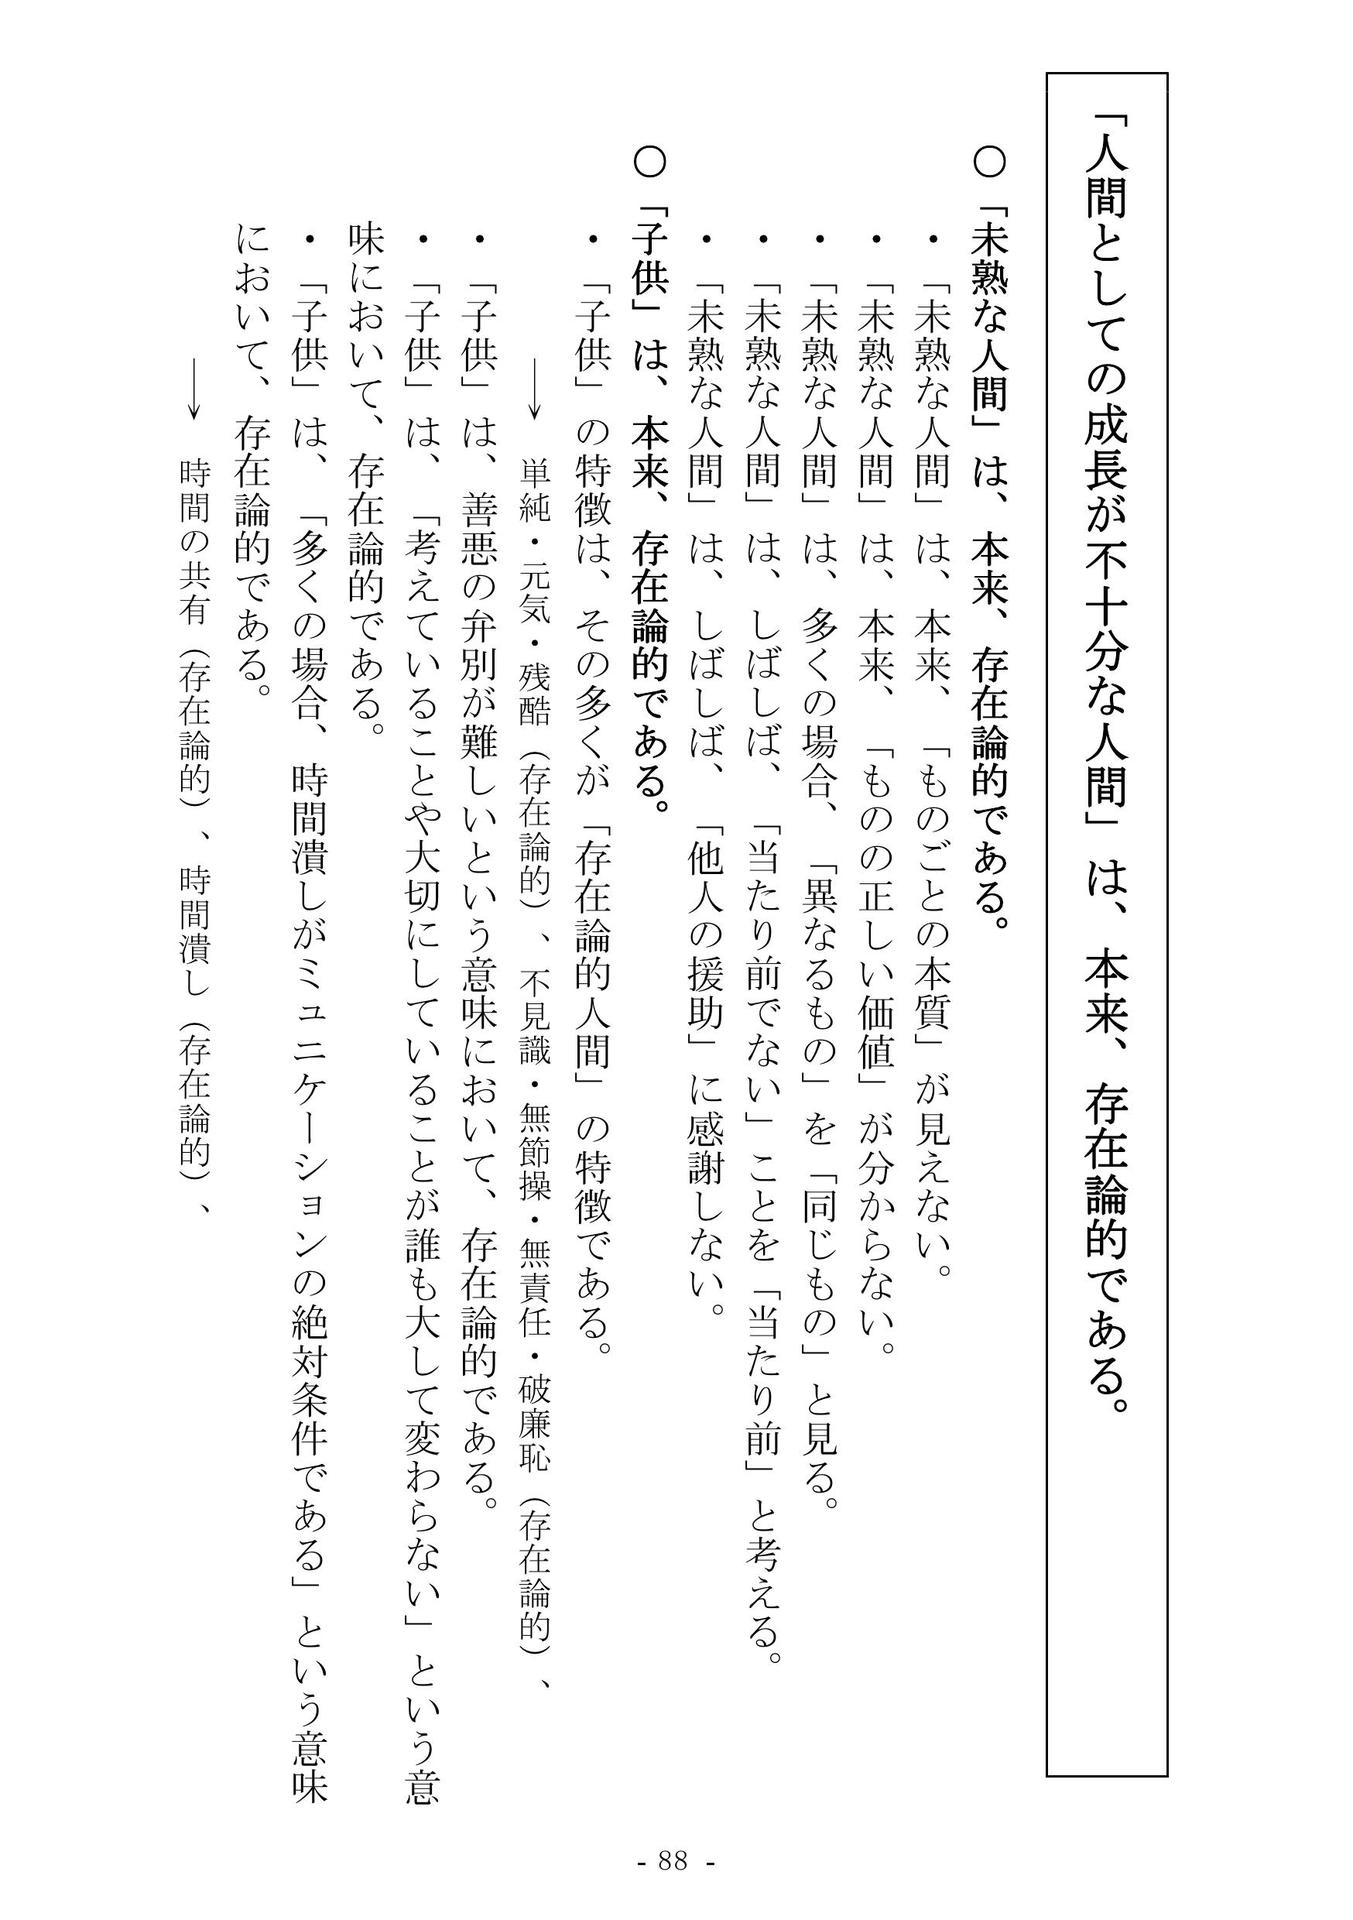 「人間としての成長が不十分な人間」は、本来、存在論的である。
○「未熟な人間」は、本来、存在論的である。
・「未熟な人間」は、本来、「ものごとの本質」が見えない。
・「未熟な人間」は、本来、「ものの正しい価値」が分からない。
・「未熟な人間」は、多くの場合、「異なるもの」を「同じもの」と見る。
・「未熟な人間」は、しばしば、「当たり前でない」ことを「当たり前」と考える。
・「未熟な人間」は、しばしば、「他人の援助」に感謝しない。
○「子供」は、本来、存在論的である。
・「子供」の特徴は、その多くが「存在論的人間」の特徴である。
→ 単純・元気・残酷（存在論的）、不見識・無節操・無責任・破廉恥（存在論的）、
・「子供」は、善悪の弁別が難しいという意味において、存在論的である。
・「子供」は、「考えていることや大切にしていることが誰も大して変わらない」という意
味において、存在論的である。
・「子供」は、「多くの場合、時間潰しがミュニケーションの絶対条件である」という意味
において、存在論的である。
→ 時間の共有（存在論的）、時間潰し（存在論的）、
- 88 -